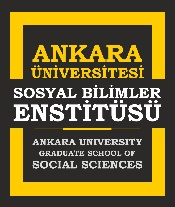 ANKARA
ÜNİVERSİTESİ
SOSYAL BİLİMLER
ENSTİTÜSÜ
ANKARA UNIVERSITY
GRADUATE SCHOOL OF
SOCIAL SCIENCES